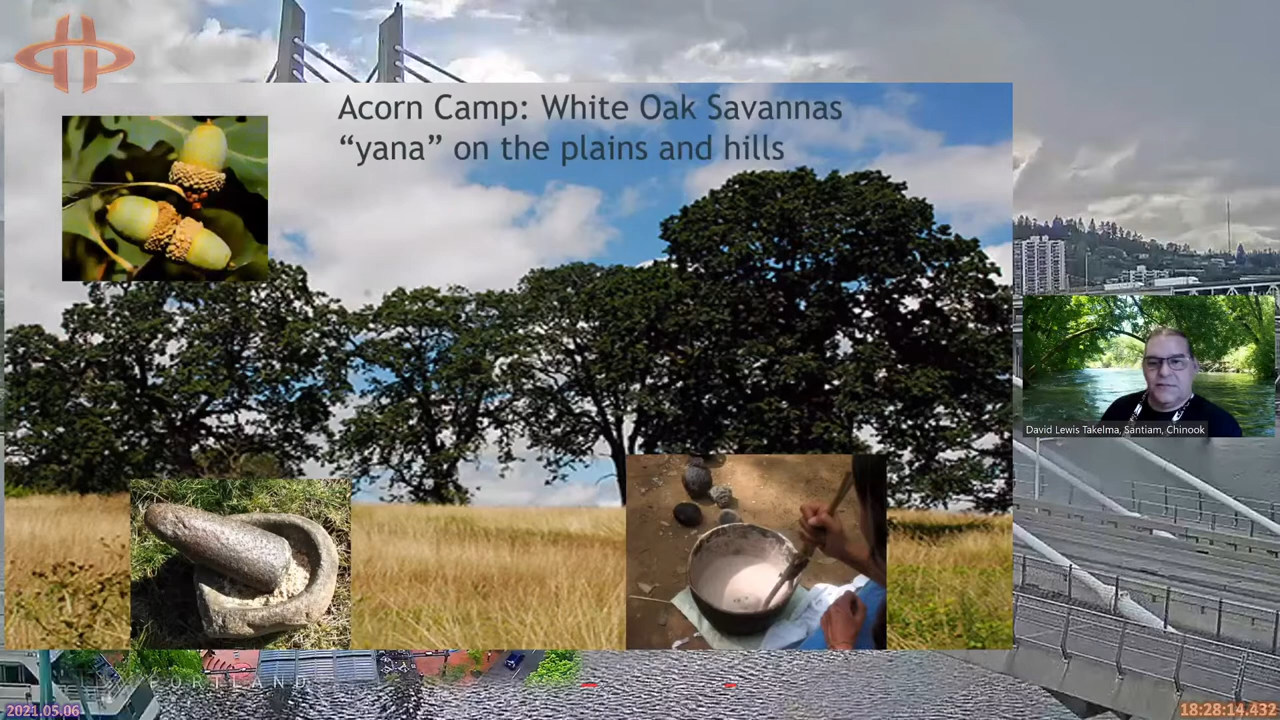 Acorn Camp: White Oak Savannas
“yana” on the plains and hills
David Lewis Takelma, Santiam, Chinook
PORTLAND
2021.05.06
18:28:14.432